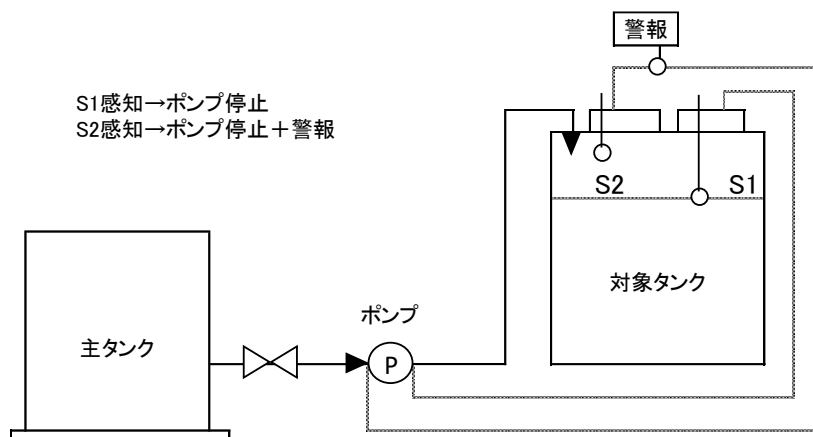 警報
S1感知→ポンプ停止
S2感知→ポンプ停止＋警報
S2
S1
対象タンク
ポンプ
主タンク
P